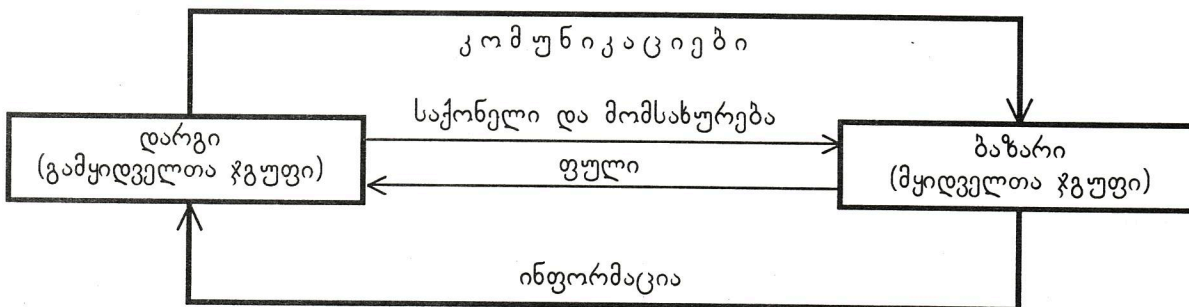 კომუნიკაციები
საქონელი და მომსახურება
დარგი
(გამყიდველთა ჯგუფი)
ფული
ბაზარი
(მყიდველთა ჯგუფი)
ინფორმაცია